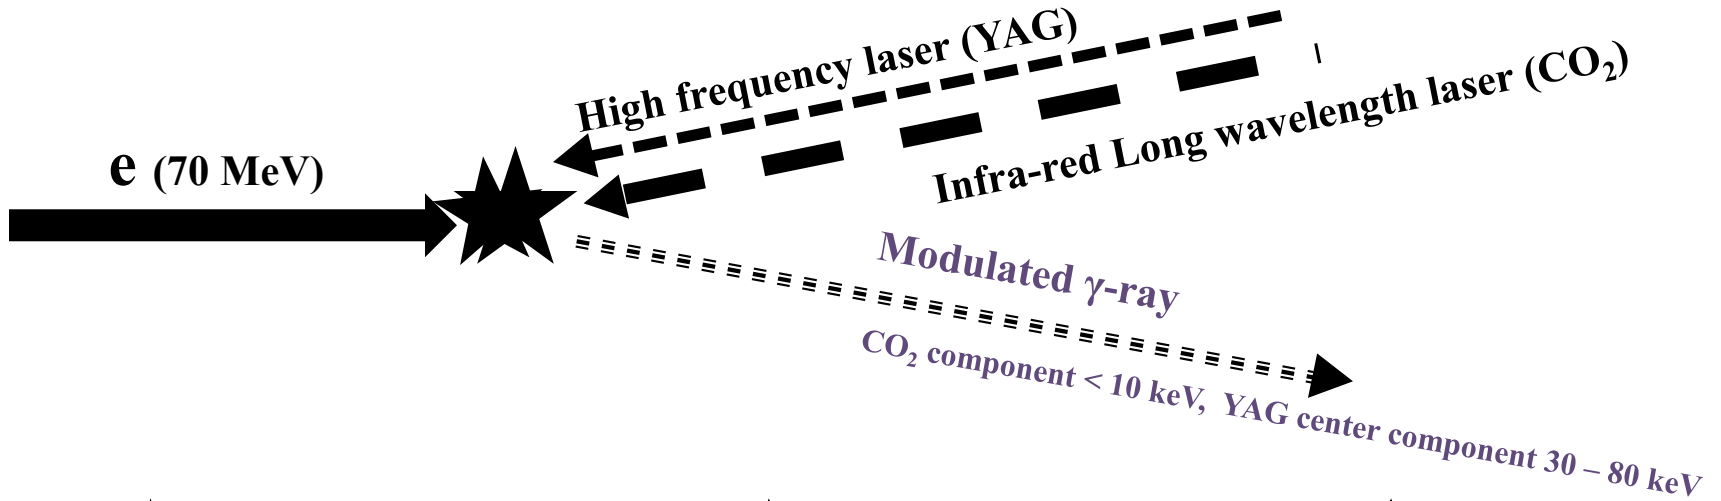 High frequency laser (YAG)
Infra-red Long wavelength laser (CO₂)
e (70 MeV)
Modulated γ-ray
CO₂ component < 10 keV, YAG center component 30 – 80 keV